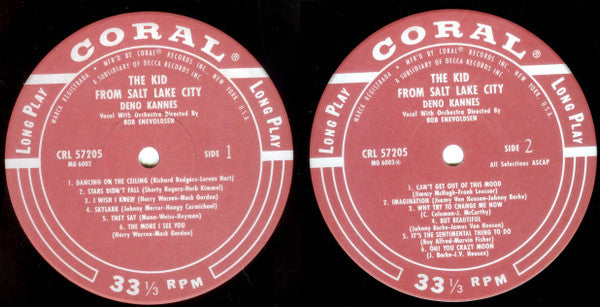 CORAL®
MF'D BY CORAL® RECORDS INC.
A SUBSIDIARY OF DECCA RECORDS INC.
MARCA REGISTRADA
NEW YORK, U.S.A.
LONG PLAY
LONG PLAY
THE KID
FROM SALT LAKE CITY
DENO KANNES
Vocal With Orchestra Directed By
BOB ENEVOLDSEN
CRL 57205
MG 6002
SIDE 1
1. DANCING ON THE CEILING (Richard Rodgers-Lorenz Hart)
2. STARS DIDN'T FALL (Shorty Rogers-Herb Kimmel)
3. I WISH I KNEW (Harry Warren-Mack Gordon)
4. SKYLARK (Johnny Mercer-Hoagy Carmichael)
5. THEY SAY (Mann-Weiss-Heyman)
6. THE MORE I SEE YOU
(Harry Warren-Mack Gordon)
33 1/3 RPM
CORAL®
MF'D BY CORAL® RECORDS INC.
A SUBSIDIARY OF DECCA RECORDS INC.
MARCA REGISTRADA
NEW YORK, U.S.A.
LONG PLAY
LONG PLAY
THE KID
FROM SALT LAKE CITY
DENO KANNES
Vocal With Orchestra Directed By
BOB ENEVOLDSEN
CRL 57205
MG 6003
SIDE 2
All Selections ASCAP
1. CAN'T GET OUT OF THIS MOOD
(Jimmy McHugh-Frank Loesser)
2. IMAGINATION (Jimmy Van Heusen-Johnny Burke)
3. WHY TRY TO CHANGE ME NOW
(C. Coleman-J. McCarthy)
4. BUT BEAUTIFUL
(Johnny Burke-James Van Heusen)
5. IT'S THE SENTIMENTAL THING TO DO
(Roy Alfred-Marvin Fisher)
6. OH! YOU CRAZY MOON
(J. Burke-J.V. Heusen)
33 1/3 RPM